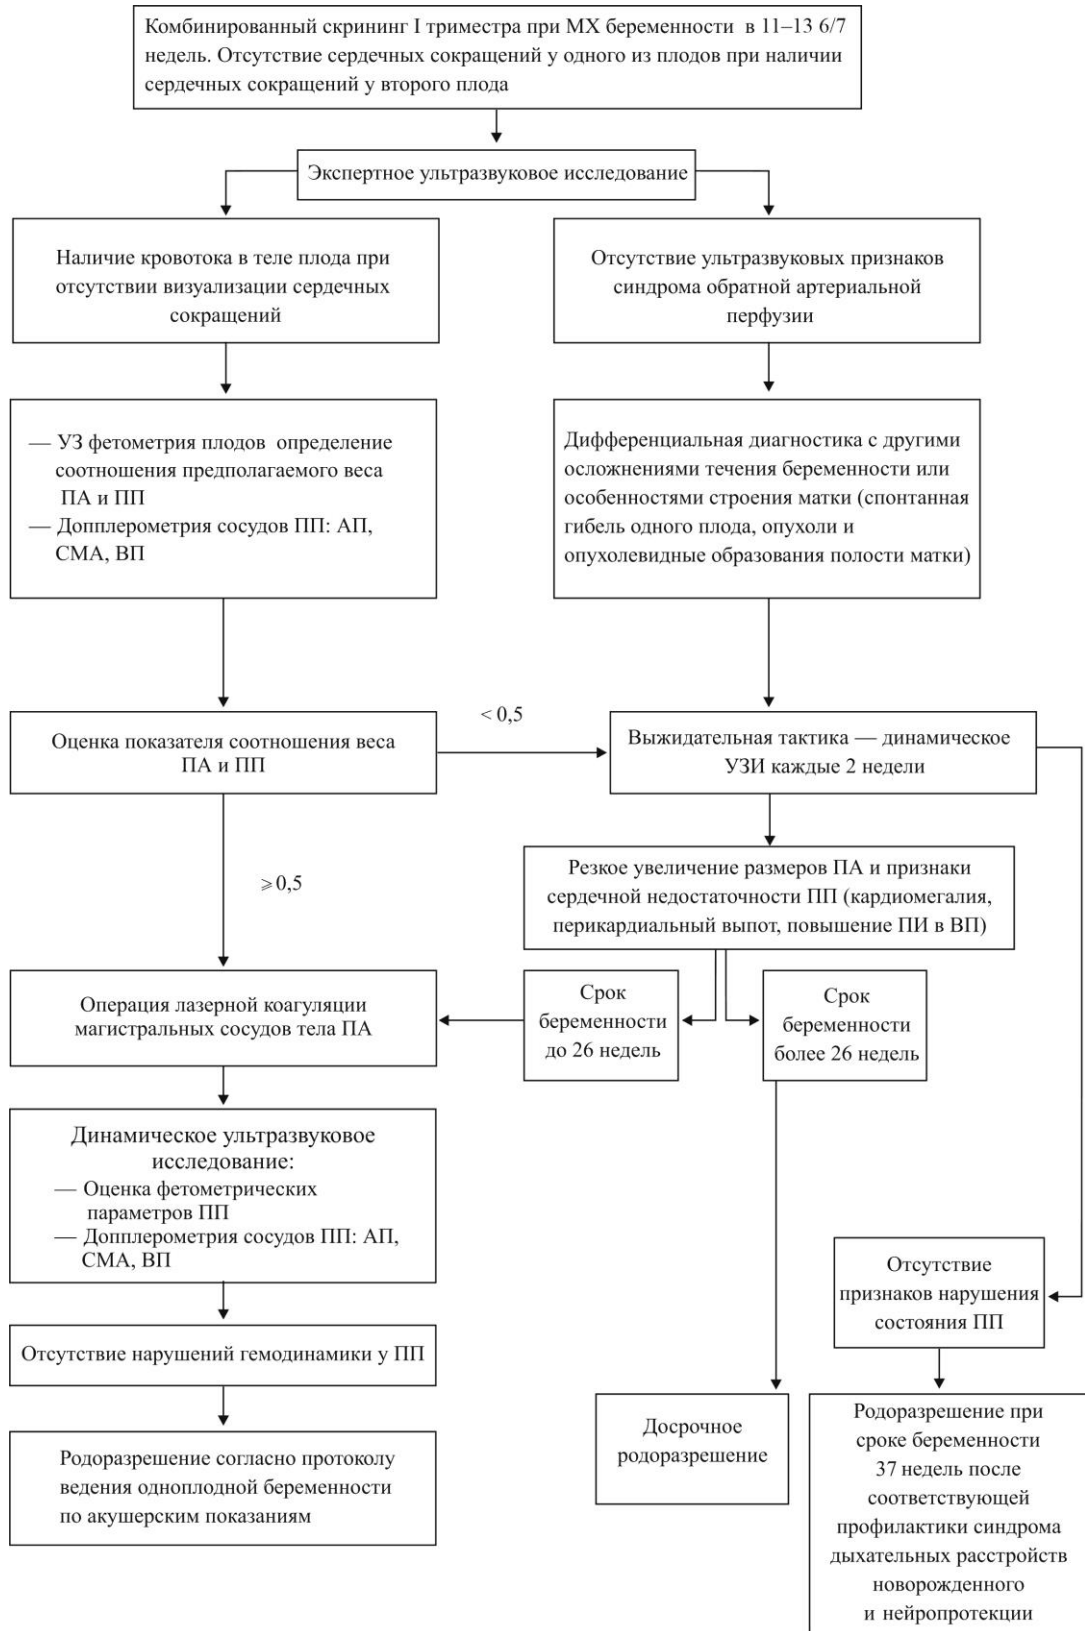 Комбинированный скрининг I триместра при МХ беременности в 11–13 6/7
недель. Отсутствие сердечных сокращений у одного из плодов при наличии
сердечных сокращений у второго плода
Экспертное ультразвуковое исследование
Наличие кровотока в теле плода при
отсутствии визуализации сердечных
сокращений
Отсутствие ультразвуковых признаков
синдрома обратной артериальной
перфузии
— УЗ фетометрия плодов определение
соотношения предполагаемого веса
ПА и ПП
— Допплерометрия сосудов ПП: АП,
СМА, ВП
Дифференциальная диагностика с другими
осложнениями течения беременности или
особенностями строения матки (спонтанная
гибель одного плода, опухоли и
опухолевидные образования полости матки)
Оценка показателя соотношения веса
ПА и ПП
< 0,5
Выжидательная тактика — динамическое
УЗИ каждые 2 недели
⩾ 0,5
Резкое увеличение размеров ПА и признаки
сердечной недостаточности ПП (кардиомегалия,
перикардиальный выпот, повышение ПИ в ВП)
Операция лазерной коагуляции
магистральных сосудов тела ПА
Срок
беременности
до 26 недель
Срок
беременности
более 26 недель
Динамическое ультразвуковое
исследование:
— Оценка фетометрических
параметров ПП
— Допплерометрия сосудов ПП: АП,
СМА, ВП
Отсутствие
признаков нарушения
состояния ПП
Отсутствие нарушений гемодинамики у ПП
Родоразрешение согласно протоколу
ведения одноплодной беременности
по акушерским показаниям
Досрочное
родоразрешение
Родоразрешение при
сроке беременности
37 недель после
соответствующей
профилактики синдрома
дыхательных расстройств
новорожденного
и нейропротекции